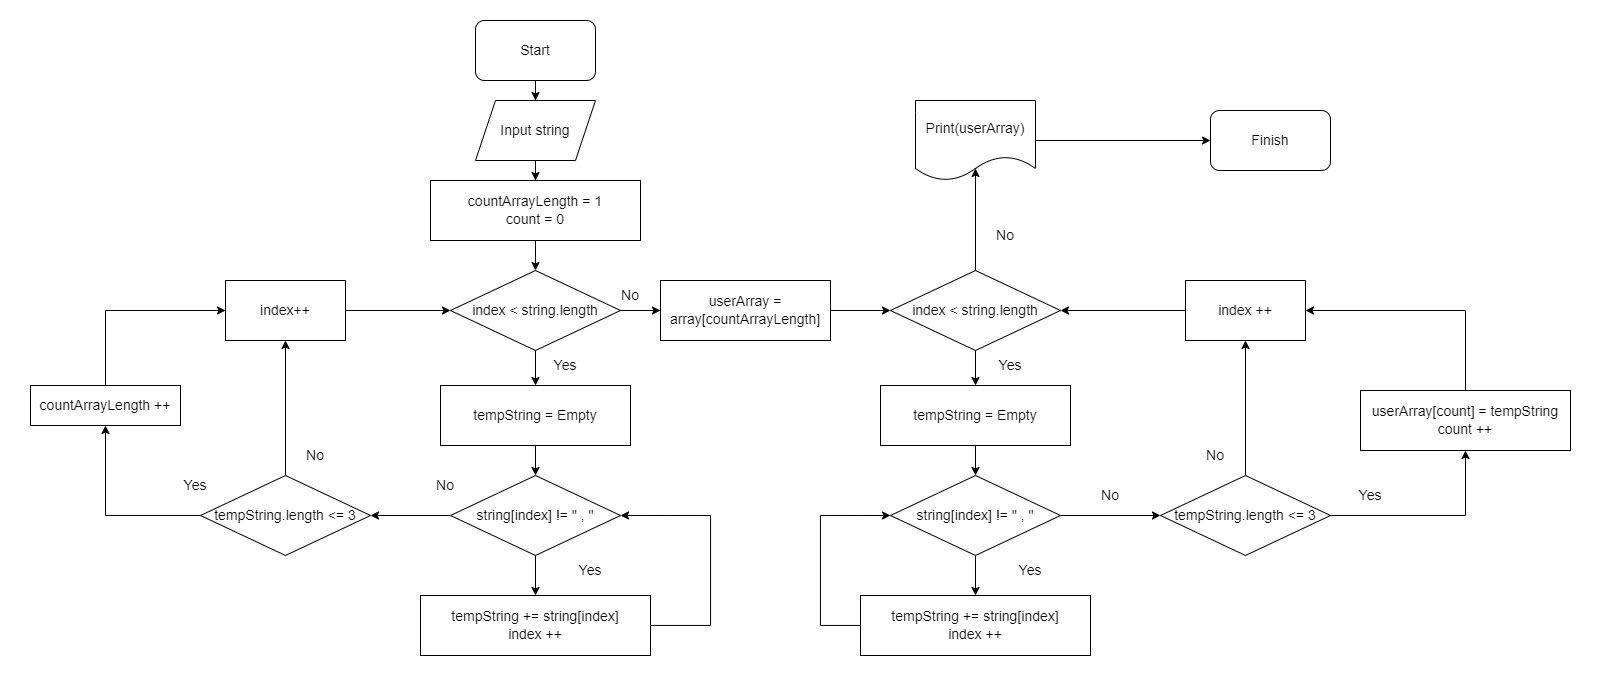 Start
Input string
countArrayLength = 1
count = 0
index < string.length
No
Yes
tempString = Empty
string[index] != " , "
Yes
tempString += string[index]
index ++
No
tempString.length <= 3
Yes
countArrayLength ++
No
index++
userArray =
array[countArrayLength]
index < string.length
Yes
tempString = Empty
string[index] != " , "
Yes
tempString += string[index]
index ++
No
tempString.length <= 3
Yes
userArray[count] = tempString
count ++
No
index ++
No
Print(userArray)
Finish